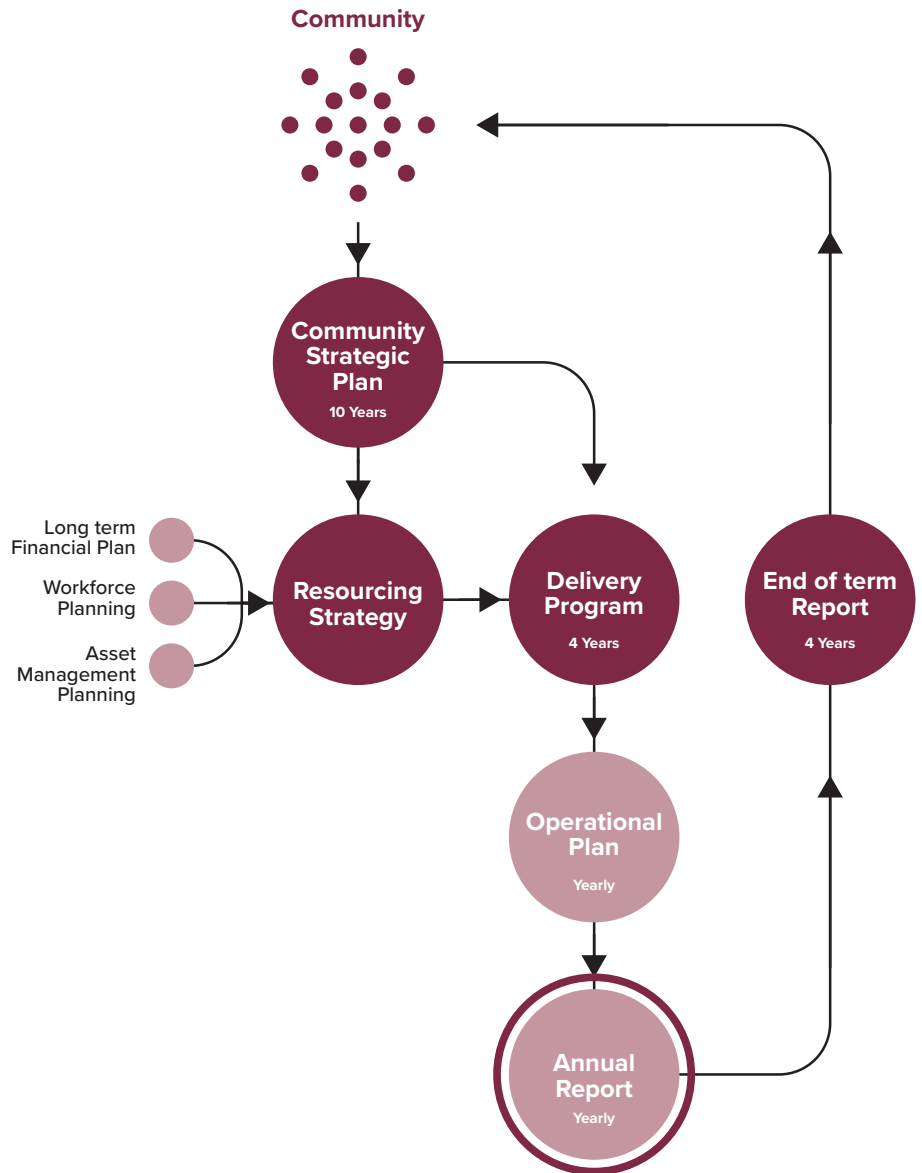 Community
Community
Strategic
Plan
10 Years
Long term
Financial Plan
Workforce
Planning
Asset
Management
Planning
Resourcing
Strategy
Delivery
Program
4 Years
End of term
Report
4 Years
Operational
Plan
Yearly
Annual
Report
Yearly